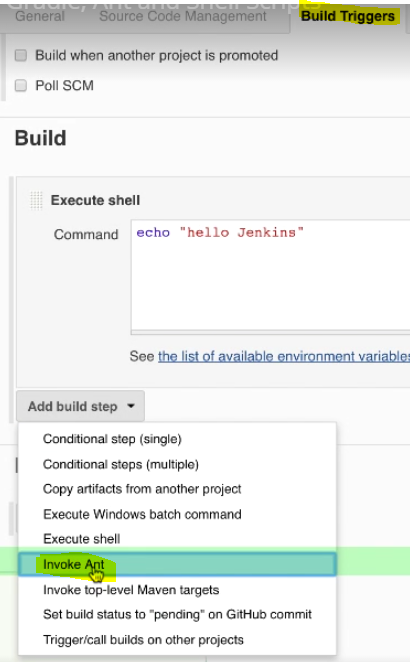 Gradle, Ant and Shell Scripts
General Source Code Management Build Triggers
Build when another project is promoted
Poll SCM
Build
Execute shell
Command echo "hello Jenkins"
See the list of available environment variables
Add build step
Conditional step (single)
Conditional steps (multiple)
Copy artifacts from another project
Execute Windows batch command
Execute shell
Invoke Ant
Invoke top-level Maven targets
Set build status to "pending" on GitHub commit
Trigger/call builds on other projects